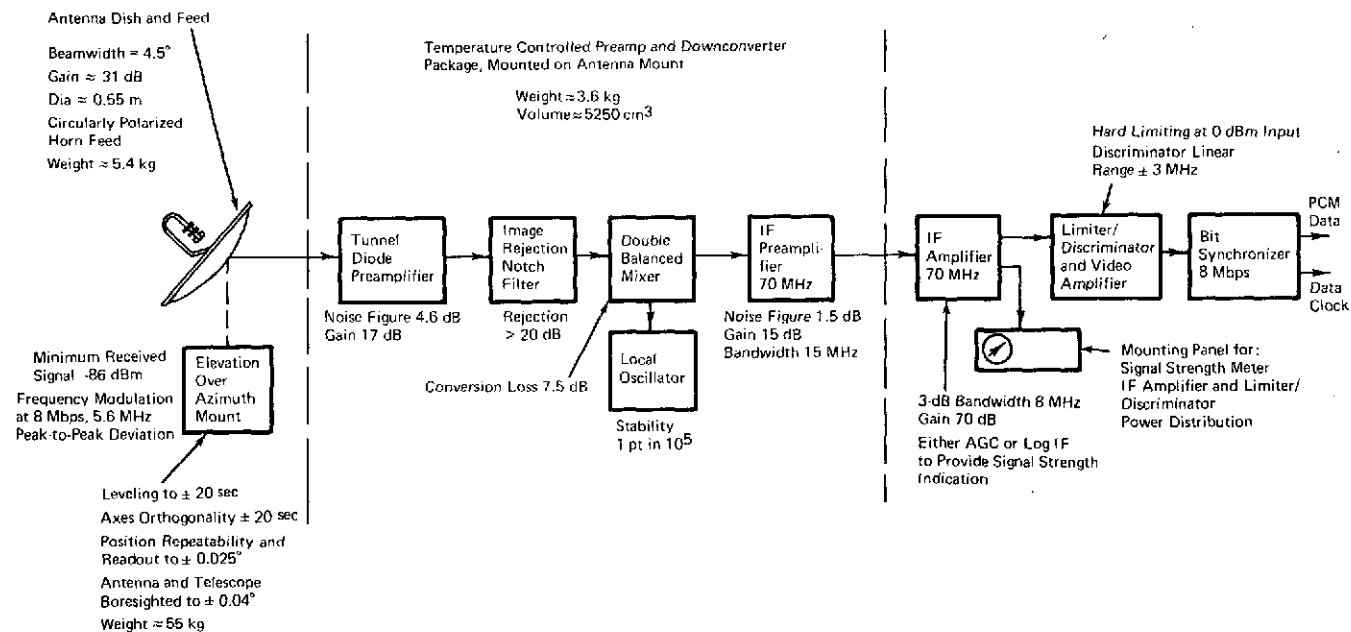 Antenna Dish and Feed
Beamwidth = 4.5°
Gain ≈ 31 dB
Dia ≈ 0.55 m
Circularly Polarized
Horn Feed
Weight ≈ 5.4 kg
Temperature Controlled Preamp and Downconverter
Package, Mounted on Antenna Mount
Weight ≈ 3.6 kg
Volume ≈ 5250 cm3
Hard Limiting at 0 dBm Input
Discriminator Linear
Range ± 3 MHz
Tunnel
Diode
Preamplifier
Noise Figure 4.6 dB
Gain 17 dB
Image
Rejection
Notch
Filter
Rejection
> 20 dB
Double
Balanced
Mixer
Conversion Loss 7.5 dB
Local
Oscillator
Stability
1 pt in 105
IF
Preampli-
fier
70 MHz
Noise Figure 1.5 dB
Gain 15 dB
Bandwidth 15 MHz
IF
Amplifier
70 MHz
3-dB Bandwidth 8 MHz
Gain 70 dB
Either AGC or Log IF
to Provide Signal Strength
Indication
Limiter/
Discriminator
and Video
Amplifier
Bit
Synchronizer
8 Mbps
PCM
Data
Data
Clock
Mounting Panel for:
Signal Strength Meter
IF Amplifier and Limiter/
Discriminator
Power Distribution
Minimum Received
Signal -86 dBm
Frequency Modulation
at 8 Mbps, 5.6 MHz
Peak-to-Peak Deviation
Elevation
Over
Azimuth
Mount
Leveling to ± 20 sec
Axes Orthogonality ± 20 sec
Position Repeatability and
Readout to ± 0.025°
Antenna and Telescope
Boresighted to ± 0.04°
Weight ≈ 55 kg